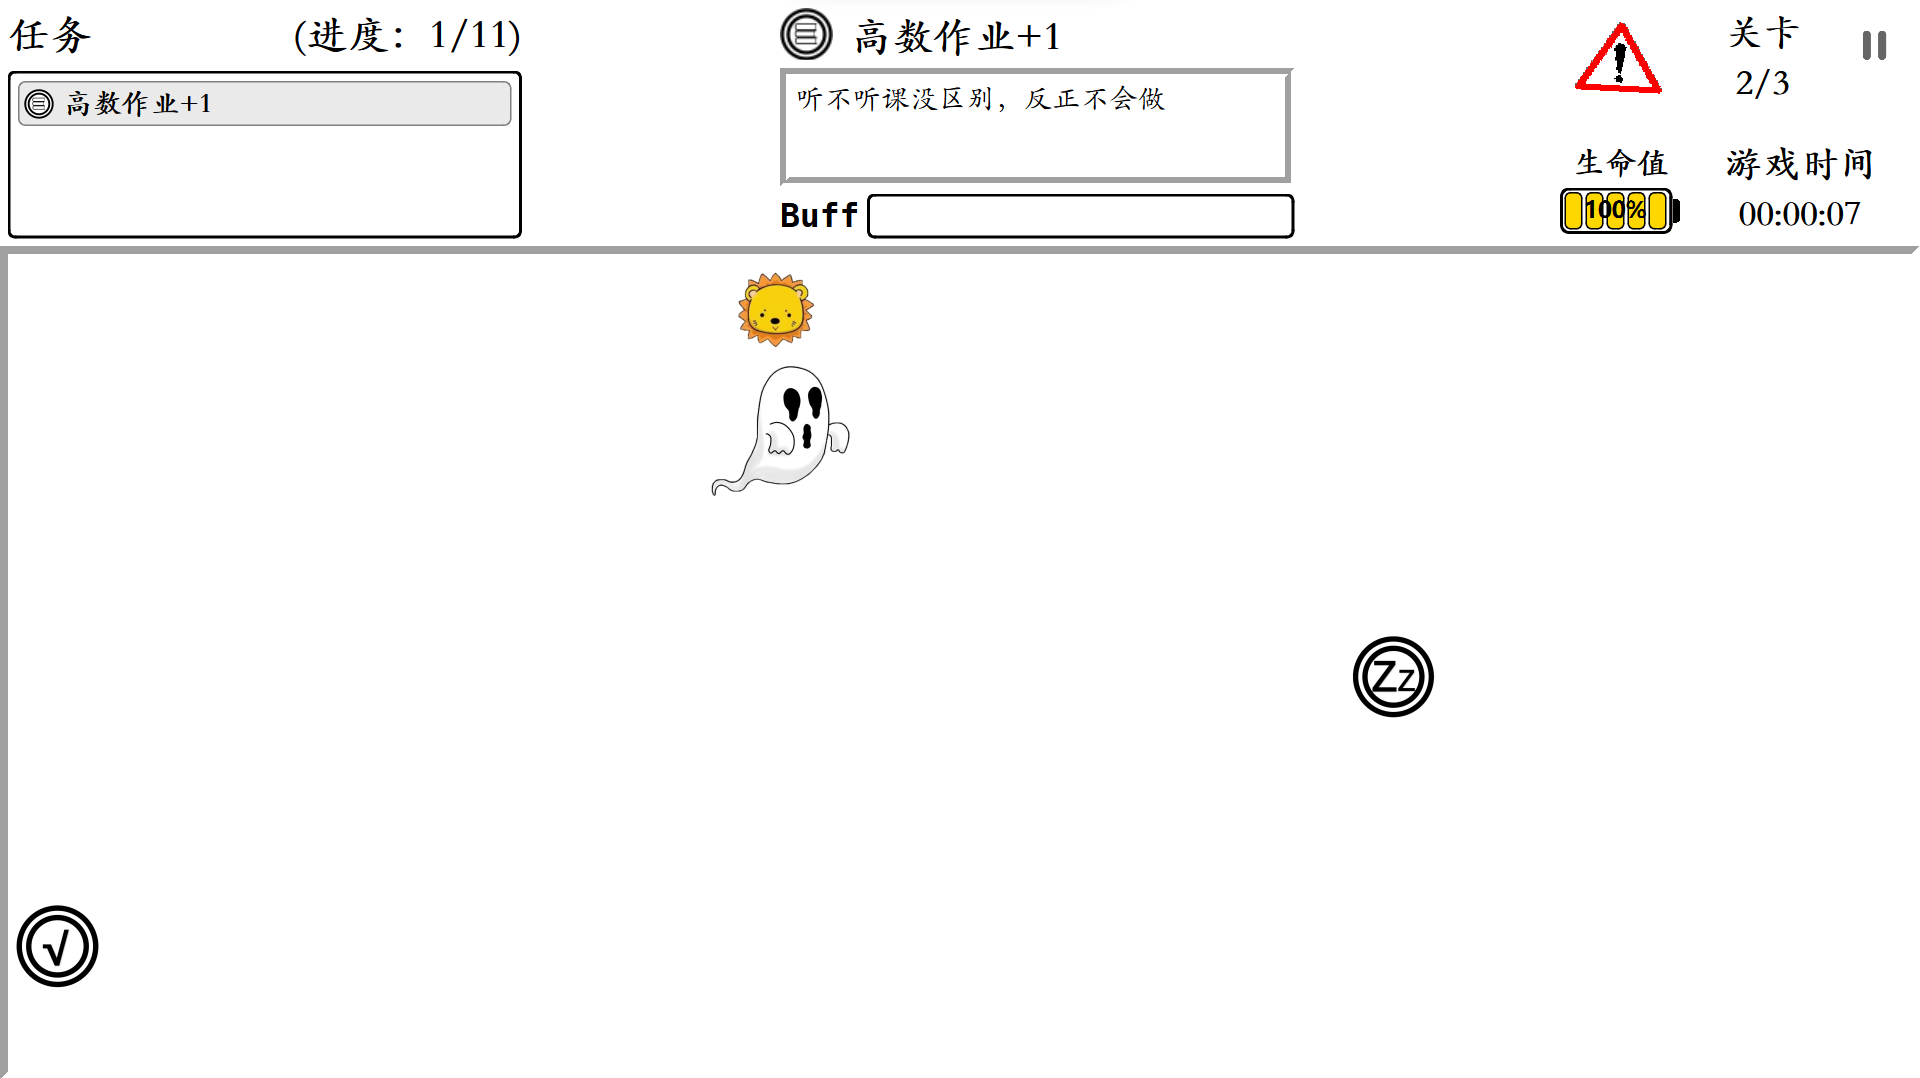 任务 (进度：1/11)
高数作业+1
高数作业+1
听不听课没区别，反正不会做
Buff
关卡
2/3
生命值
100%
游戏时间
00:00:07
Zz
√